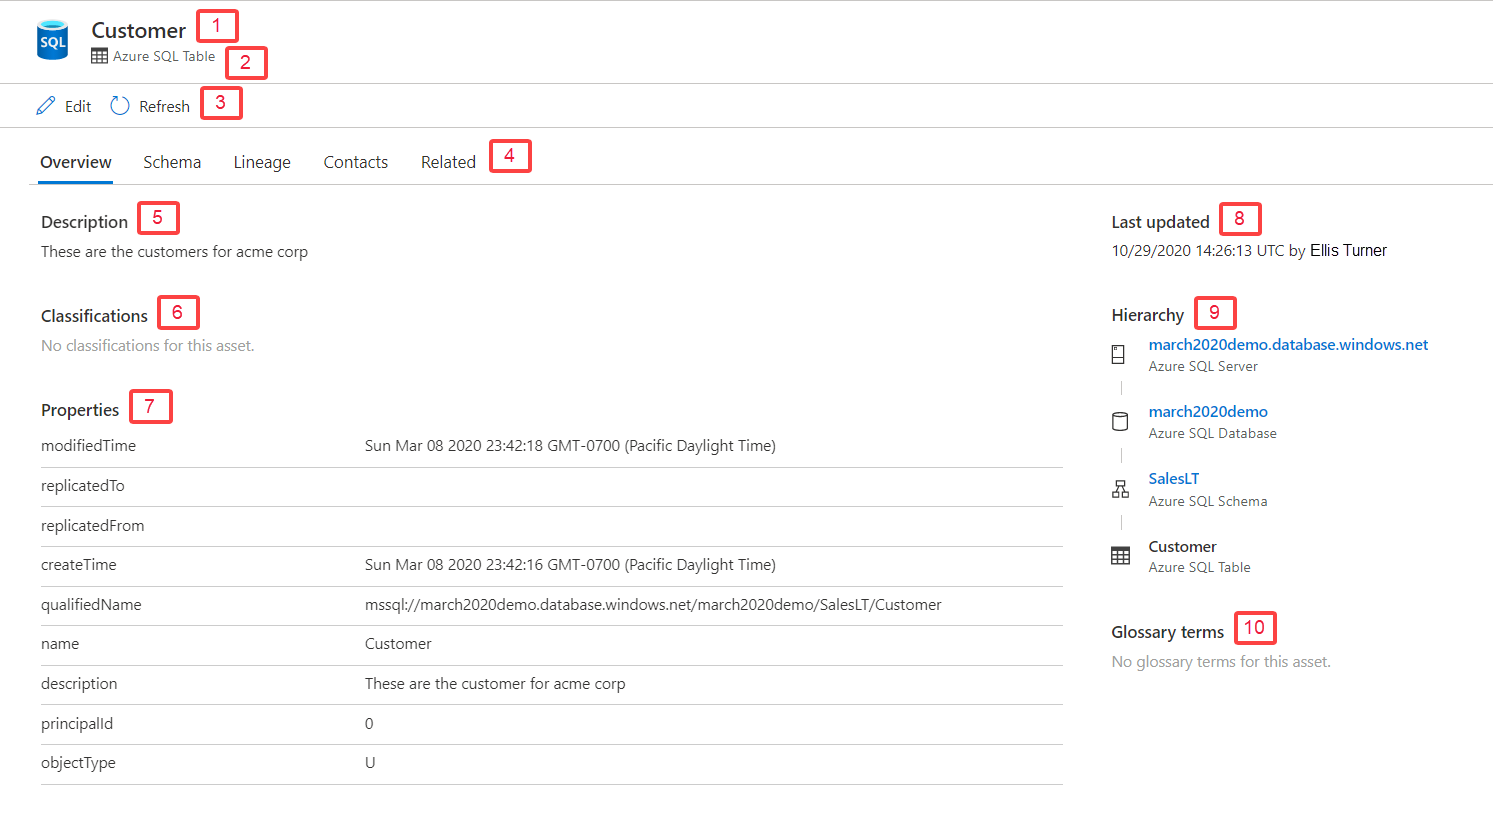 SQL
Customer 1
Azure SQL Table 2
Edit Refresh 3
Overview Schema Lineage Contacts Related 4
Description 5
These are the customers for acme corp
Classifications 6
No classifications for this asset.
Properties 7
modifiedTime Sun Mar 08 2020 23:42:18 GMT-0700 (Pacific Daylight Time)
replicatedTo
replicatedFrom
createTime Sun Mar 08 2020 23:42:16 GMT-0700 (Pacific Daylight Time)
qualifiedName mssql://march2020demo.database.windows.net/march2020demo/SalesLT/Customer
name Customer
description These are the customer for acme corp
principalId 0
objectType U
Last updated 8
10/29/2020 14:26:13 UTC by Ellis Turner
Hierarchy 9
march2020demo.database.windows.net
Azure SQL Server
march2020demo
Azure SQL Database
SalesLT
Azure SQL Schema
Customer
Azure SQL Table
Glossary terms 10
No glossary terms for this asset.